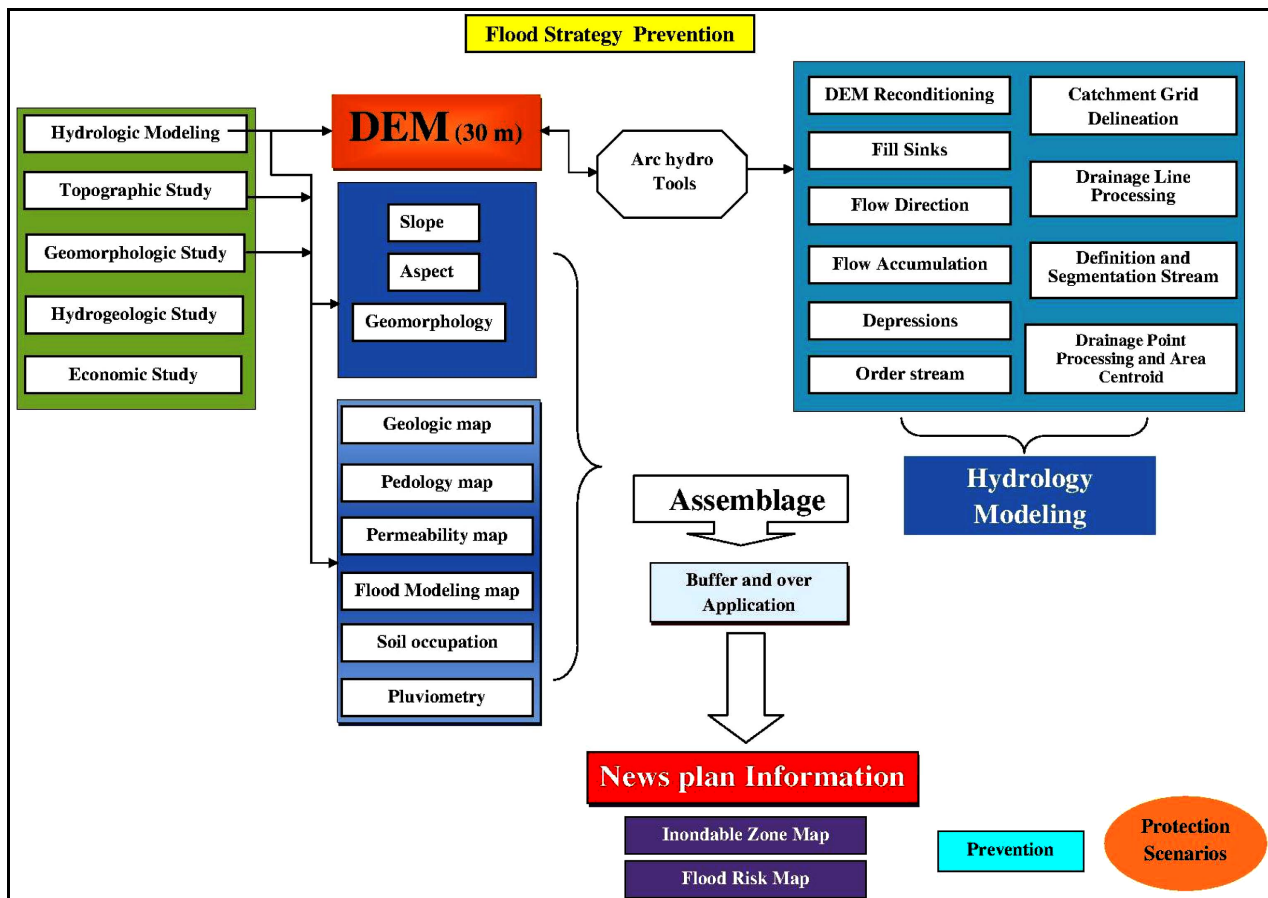 Flood Strategy  Prevention
Hydrologic Modeling
Topographic Study
Geomorphologic Study
Hydrogeologic Study
Economic Study
DEM (30 m)
Slope
Aspect
Geomorphology
Geologic map
Pedology map
Permeability map
Flood Modeling map
Soil occupation
Pluviometry
Arc hydro
Tools
DEM Reconditioning
Fill Sinks
Flow Direction
Flow Accumulation
Depressions
Order stream
Catchment Grid
Delineation
Drainage Line
Processing
Definition and
Segmentation Stream
Drainage Point
Processing and Area
Centroid
Hydrology
Modeling
Assemblage
Buffer and over
Application
News plan Information
Inondable Zone Map
Flood Risk Map
Prevention
Protection
Scenarios